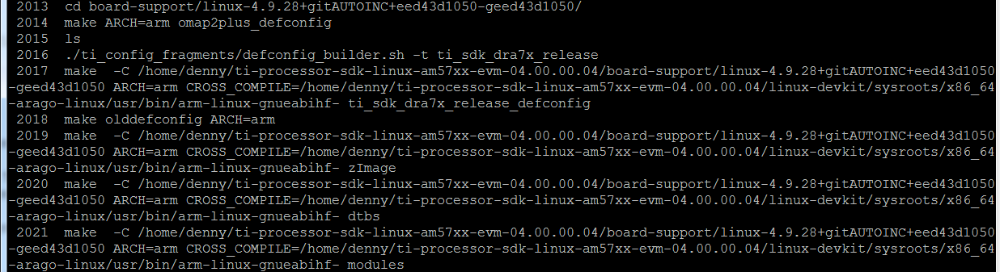 2013  cd board-support/linux-4.9.28+gitAUTOINC+eed43d1050-geed43d1050/
2014  make ARCH=arm omap2plus_defconfig
2015  ls
2016  ./ti_config_fragments/defconfig_builder.sh -t ti_sdk_dra7x_release
2017  make  -C /home/denny/ti-processor-sdk-linux-am57xx-evm-04.00.00.04/board-support/linux-4.9.28+gitAUTOINC+eed43d1050
-geed43d1050 ARCH=arm CROSS_COMPILE=/home/denny/ti-processor-sdk-linux-am57xx-evm-04.00.00.04/linux-devkit/sysroots/x86_64
-arago-linux/usr/bin/arm-linux-gnueabihf- ti_sdk_dra7x_release_defconfig
2018  make olddefconfig ARCH=arm
2019  make  -C /home/denny/ti-processor-sdk-linux-am57xx-evm-04.00.00.04/board-support/linux-4.9.28+gitAUTOINC+eed43d1050
-geed43d1050 ARCH=arm CROSS_COMPILE=/home/denny/ti-processor-sdk-linux-am57xx-evm-04.00.00.04/linux-devkit/sysroots/x86_64
-arago-linux/usr/bin/arm-linux-gnueabihf- zImage
2020  make  -C /home/denny/ti-processor-sdk-linux-am57xx-evm-04.00.00.04/board-support/linux-4.9.28+gitAUTOINC+eed43d1050
-geed43d1050 ARCH=arm CROSS_COMPILE=/home/denny/ti-processor-sdk-linux-am57xx-evm-04.00.00.04/linux-devkit/sysroots/x86_64
-arago-linux/usr/bin/arm-linux-gnueabihf- dtbs
2021  make  -C /home/denny/ti-processor-sdk-linux-am57xx-evm-04.00.00.04/board-support/linux-4.9.28+gitAUTOINC+eed43d1050
-geed43d1050 ARCH=arm CROSS_COMPILE=/home/denny/ti-processor-sdk-linux-am57xx-evm-04.00.00.04/linux-devkit/sysroots/x86_64
-arago-linux/usr/bin/arm-linux-gnueabihf- modules